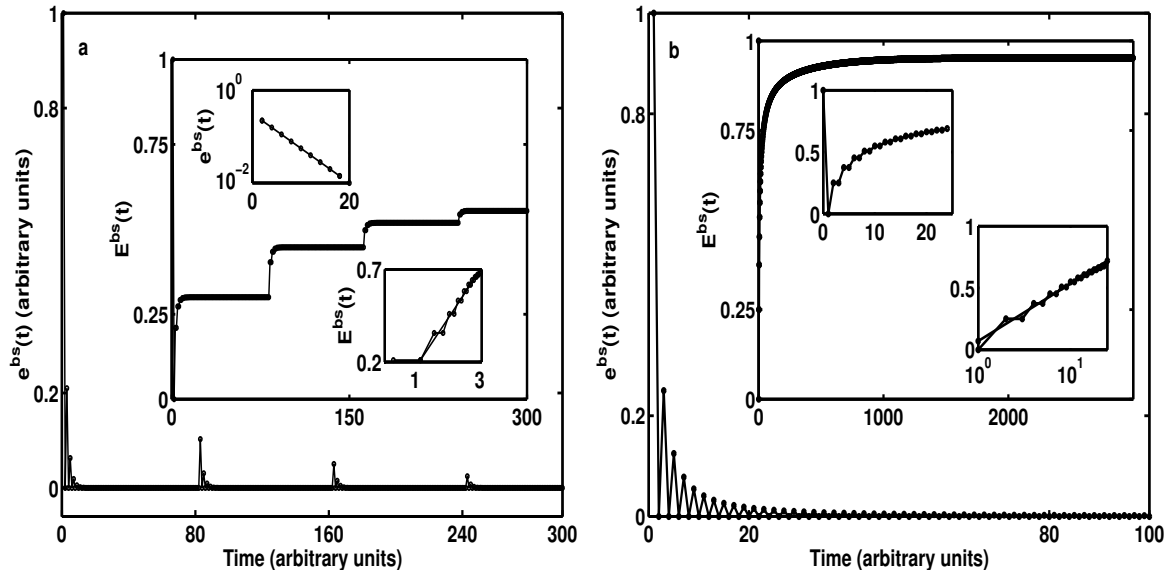 a
1
0.8
0.2
0
e^bs(t) (arbitrary units)
0 80 160 240 300
Time (arbitrary units)
1
0.75
0.25
0
E^bs(t)
0 150 300
10^0
10^−2
e^bs(t)
0 20
0.7
0.2
E^bs(t)
1 3
b
1
0.8
0.2
0
e^bs(t) (arbitrary units)
0 20 80 100
Time (arbitrary units)
1
0.75
0.25
0
E^bs(t)
0 1000 2000
1
0.5
0
0 10 20
1
0.5
0
10^0 10^1